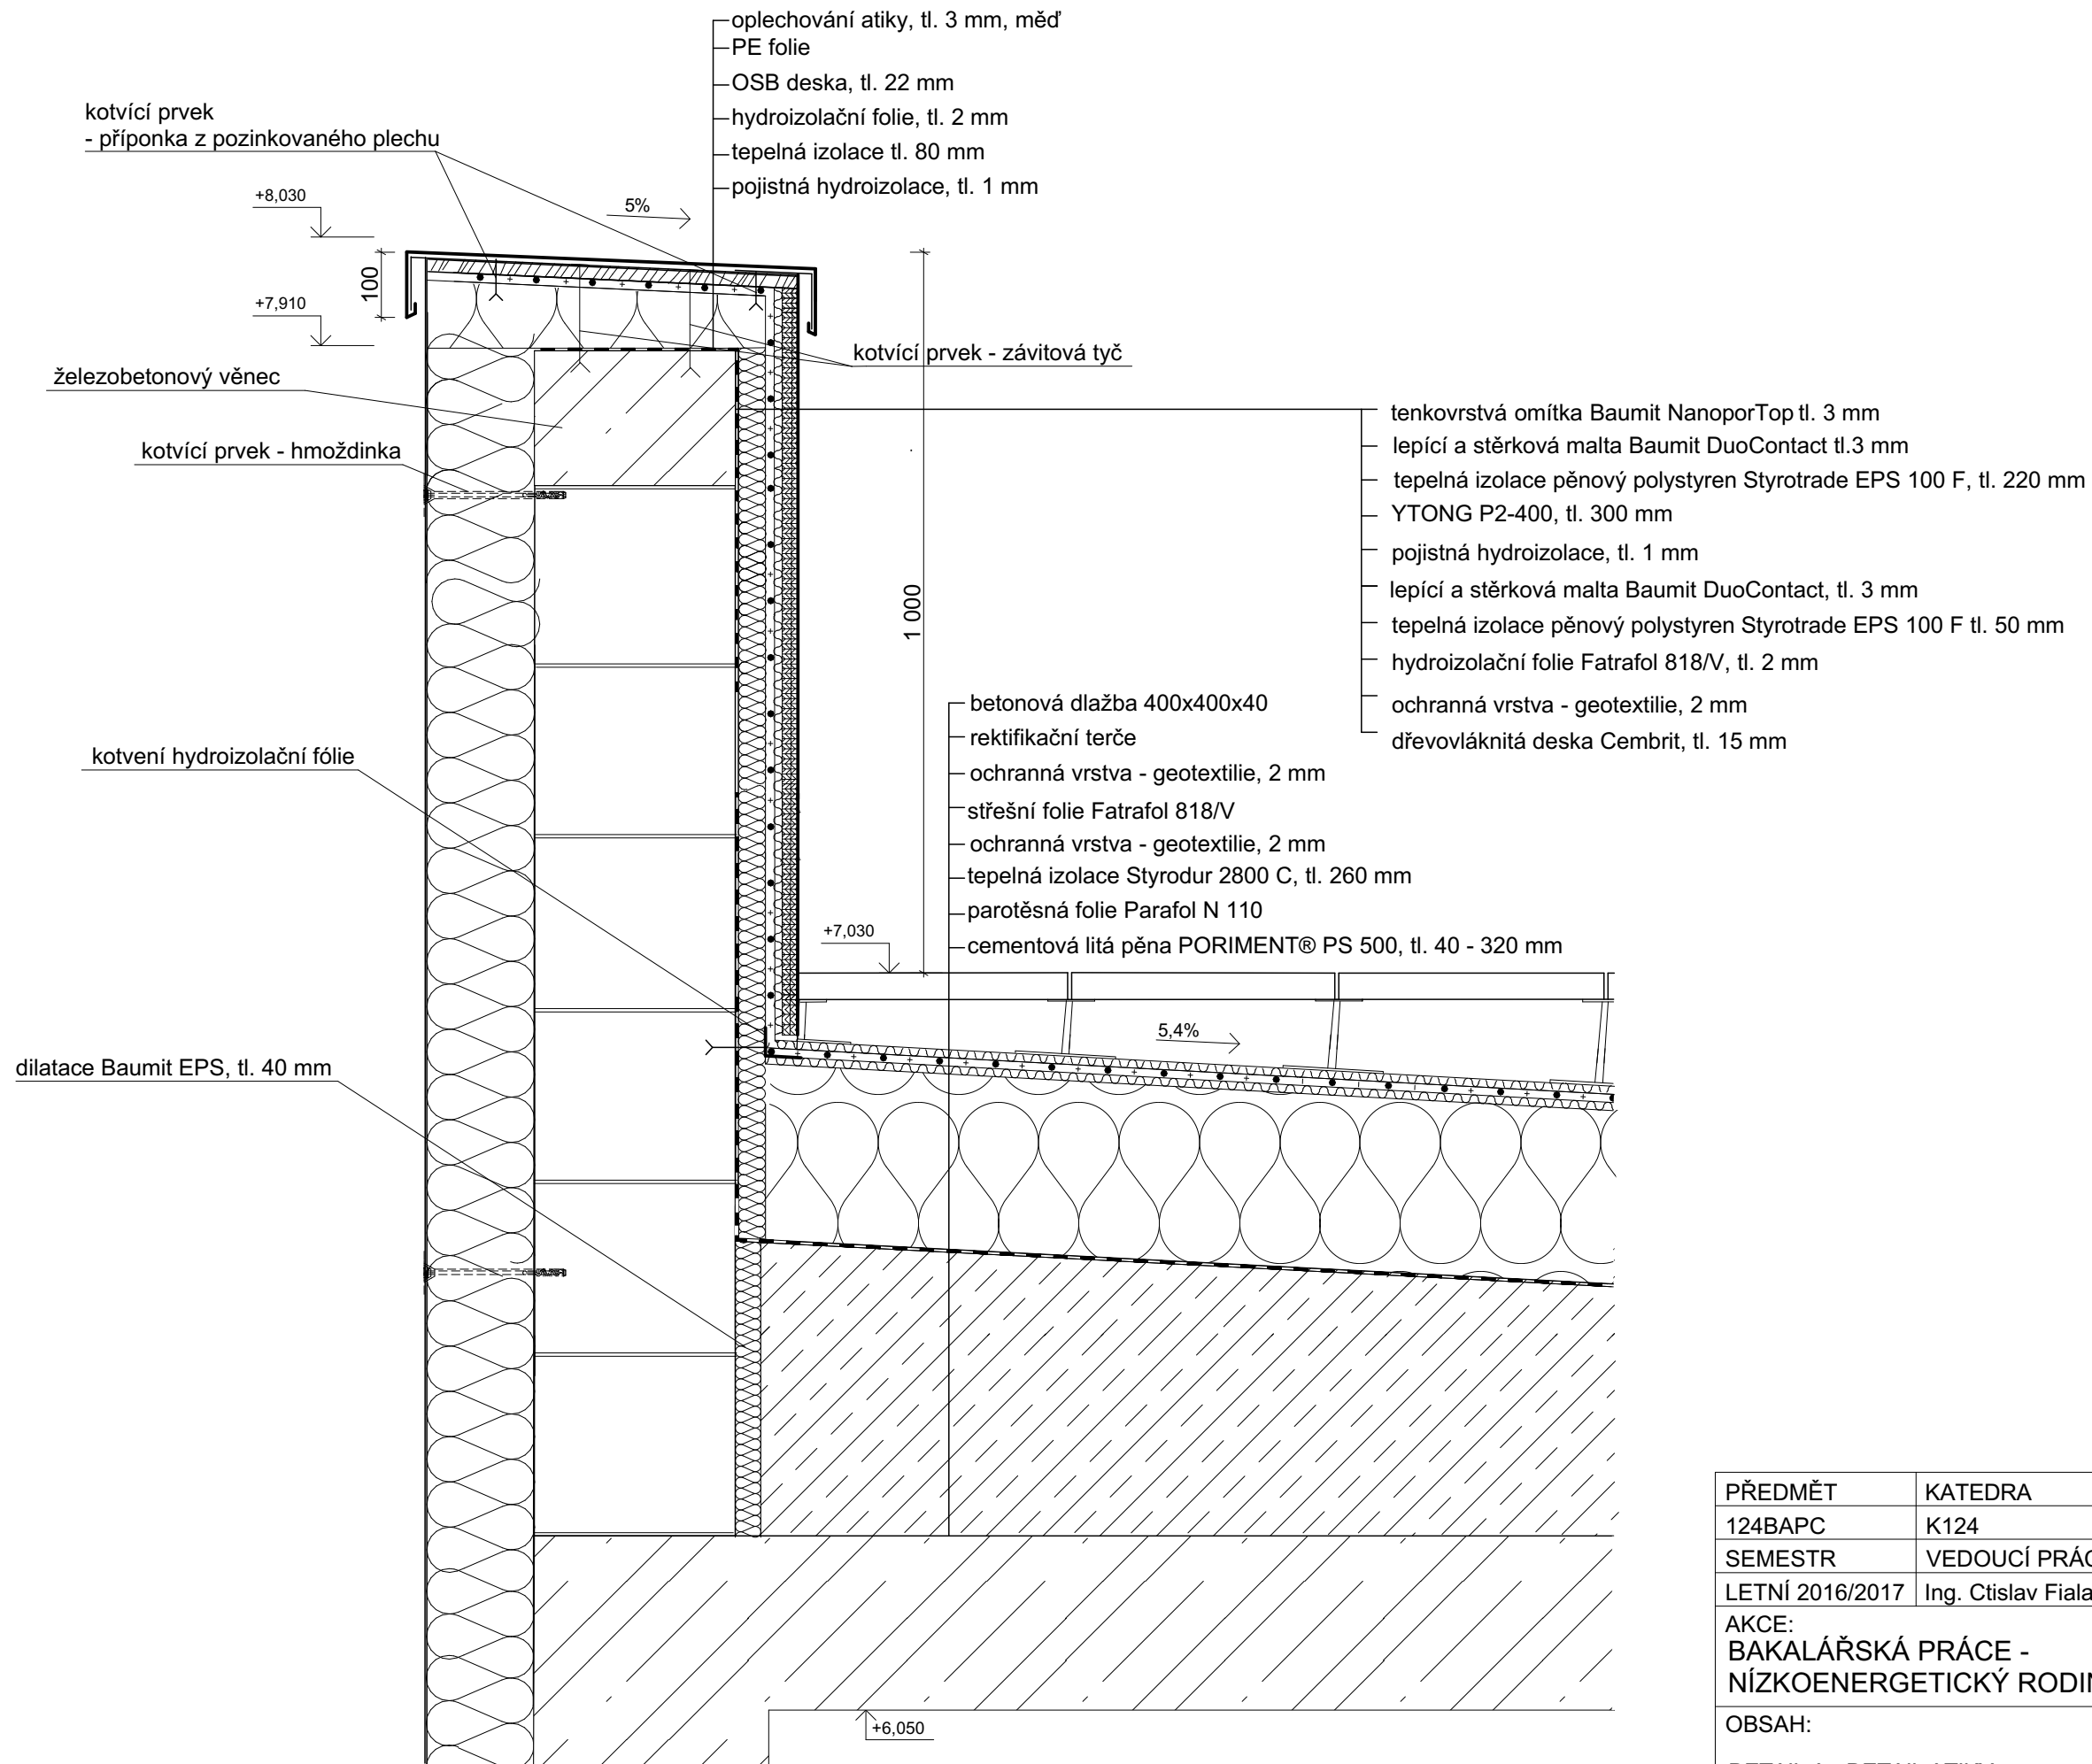 oplechování atiky, tl. 3 mm, měď
PE folie
OSB deska, tl. 22 mm
hydroizolační folie, tl. 2 mm
tepelná izolace tl. 80 mm
pojistná hydroizolace, tl. 1 mm
kotvící prvek
- příponka z pozinkovaného plechu
+8,030
5%
100
+7,910
kotvící prvek - závitová tyč
železobetonový věnec
kotvící prvek - hmoždinka
tenkovrstvá omítka Baumit NanoporTop tl. 3 mm
lepící a stěrková malta Baumit DuoContact tl.3 mm
tepelná izolace pěnový polystyren Styrotrade EPS 100 F, tl. 220 mm
YTONG P2-400, tl. 300 mm
pojistná hydroizolace, tl. 1 mm
lepící a stěrková malta Baumit DuoContact, tl. 3 mm
tepelná izolace pěnový polystyren Styrotrade EPS 100 F tl. 50 mm
hydroizolační folie Fatrafol 818/V, tl. 2 mm
ochranná vrstva - geotextilie, 2 mm
dřevovláknitá deska Cembrit, tl. 15 mm
1 000
betonová dlažba 400x400x40
rektifikační terče
ochranná vrstva - geotextilie, 2 mm
střešní folie Fatrafol 818/V
ochranná vrstva - geotextilie, 2 mm
tepelná izolace Styrodur 2800 C, tl. 260 mm
parotěsná folie Parafol N 110
cementová litá pěna PORIMENT® PS 500, tl. 40 - 320 mm
kotvení hydroizolační fólie
+7,030
5,4%
dilatace Baumit EPS, tl. 40 mm
+6,050
PŘEDMĚT KATEDRA
124BAPC K124
SEMESTR VEDOUCÍ
LETNÍ 2016/2017 Ing. Ctislav Fiala
AKCE:
BAKALÁŘSKÁ PRÁCE -
NÍZKOENERGETICKÝ
OBSAH: